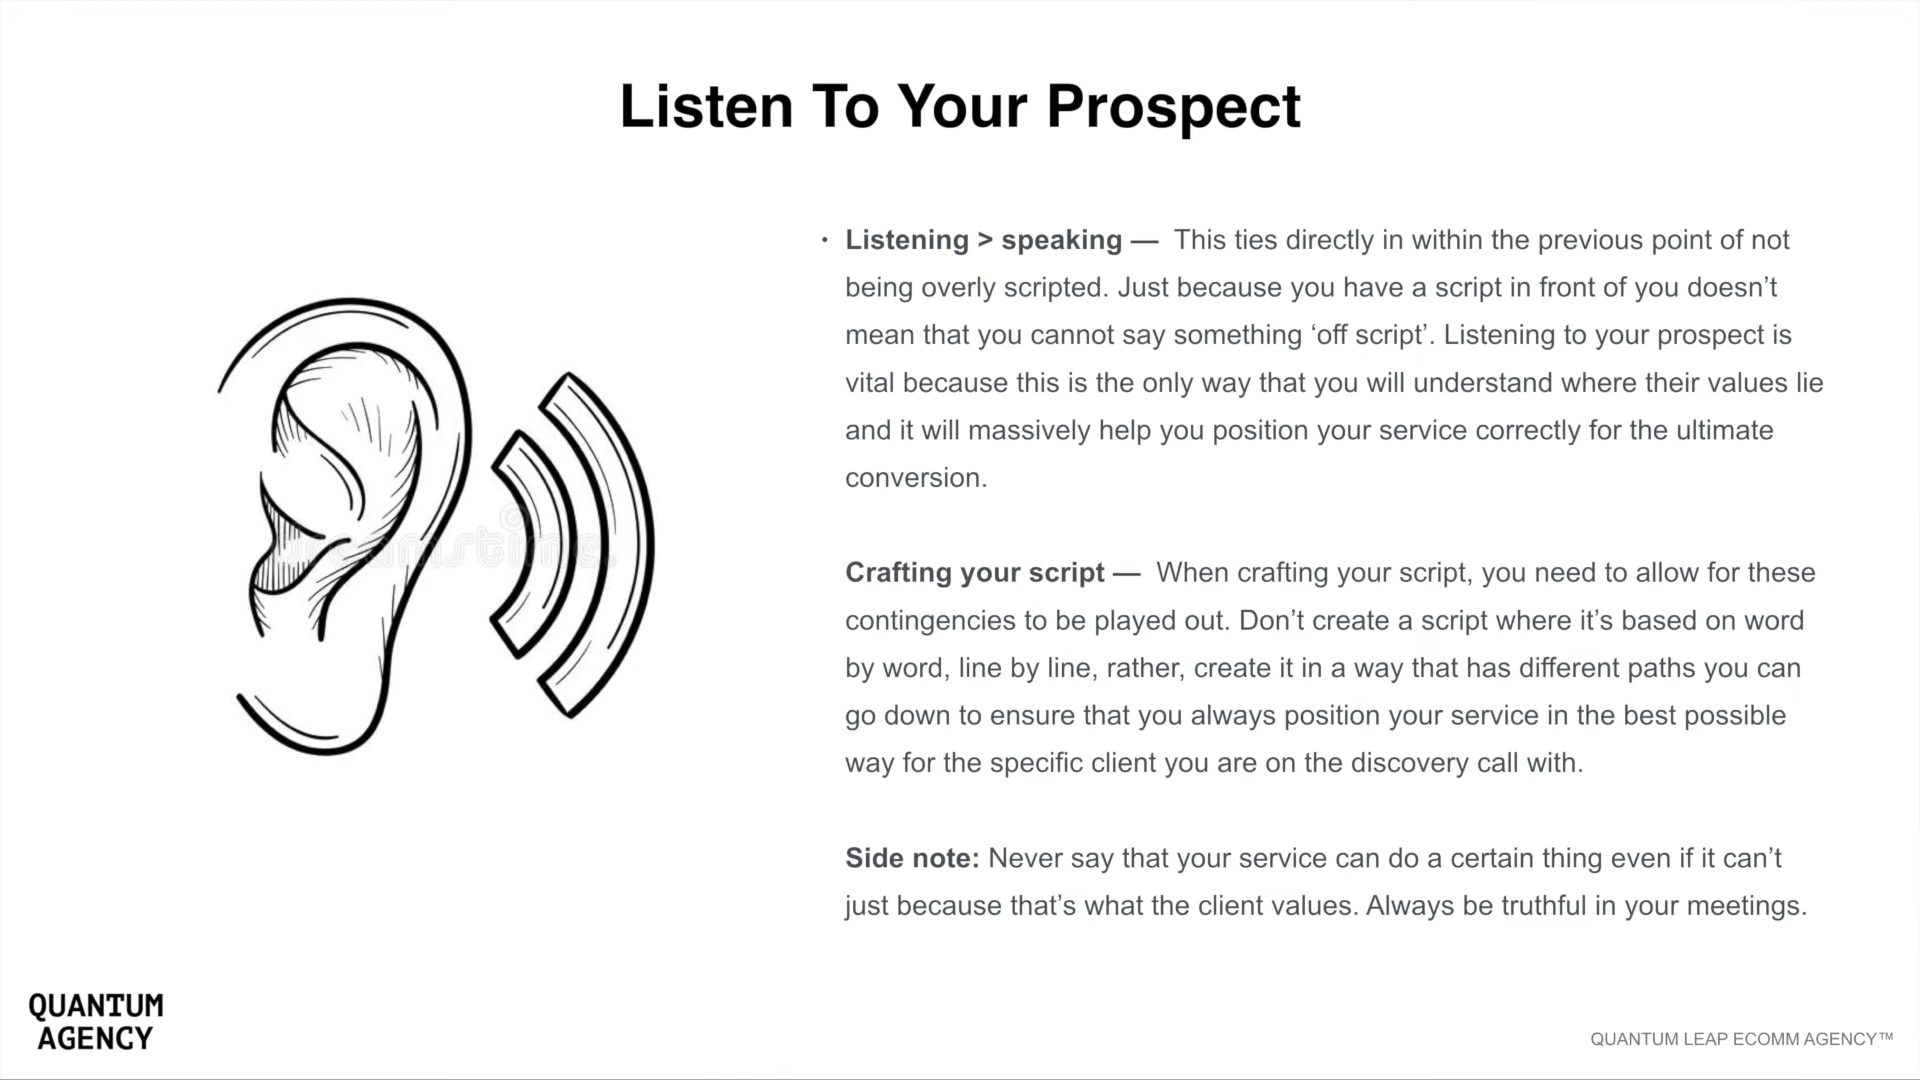 Listen To Your Prospect
• Listening > speaking — This ties directly in within the previous point of not
being overly scripted. Just because you have a script in front of you doesn’t
mean that you cannot say something ‘off script’. Listening to your prospect is
vital because this is the only way that you will understand where their values lie
and it will massively help you position your service correctly for the ultimate
conversion.
Crafting your script — When crafting your script, you need to allow for these
contingencies to be played out. Don’t create a script where it’s based on word
by word, line by line, rather, create it in a way that has different paths you can
go down to ensure that you always position your service in the best possible
way for the specific client you are on the discovery call with.
Side note: Never say that your service can do a certain thing even if it can’t
just because that’s what the client values. Always be truthful in your meetings.
dreamstime.
QUANTUM
AGENCY
QUANTUM LEAP ECOMM AGENCY™